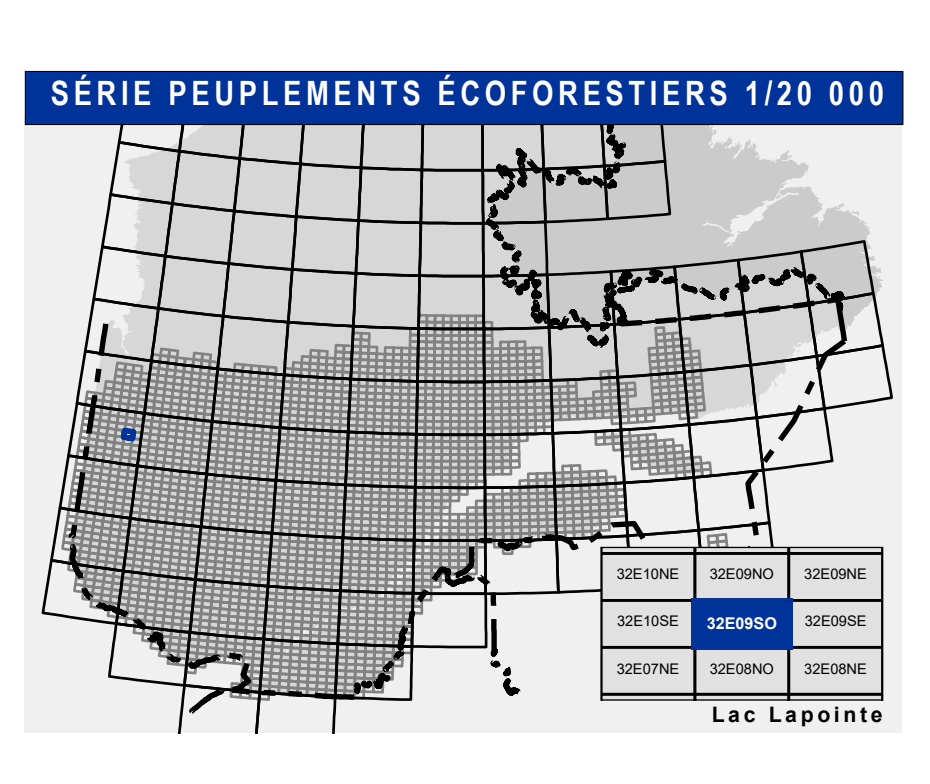 SÉRIE PEUPLEMENTS ÉCOFORESTIERS 1/20 000
32E10NE 32E09NO 32E09NE
32E10SE 32E09SO 32E09SE
32E07NE 32E08NO 32E08NE
Lac Lapointe